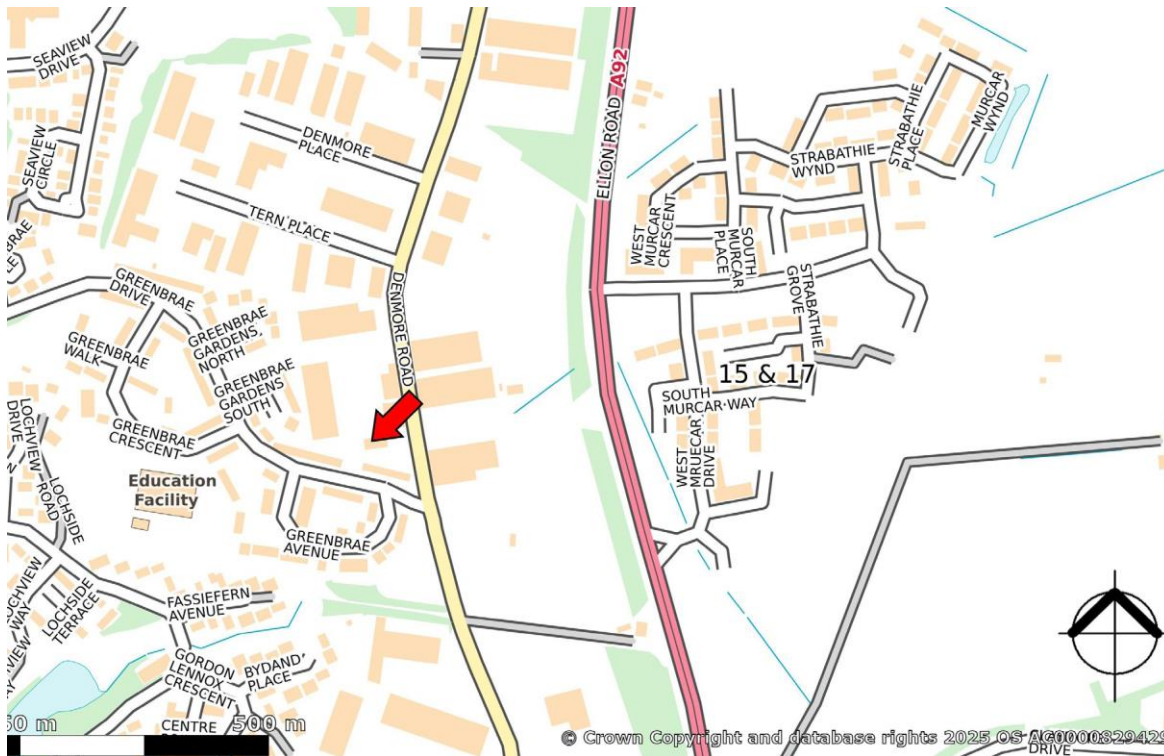 SEAVIEW
DRIVE
SEAVIEW
CIRCLE
DENMORE
PLACE
TERN PLACE
ELLON ROAD A92
STRABATHIE
PLACE
MURCAR
WYND
STRABATHIE
WYND
WEST
MURCAR
CRESCENT
SOUTH
MURCAR
PLACE
STRABATHIE
GROVE
GREENBRAE
DRIVE
GREENBRAE
GARDENS
NORTH
DENMORE ROAD
GREENBRAE
WALK
GREENBRAE
GARDENS
SOUTH
15 & 17
SOUTH
MURCAR WAY
LOCHVIEW
DRIVE
GREENBRAE
CRESCENT
WEST
MRUECAR
DRIVE
Education
Facility
LOCHVIEW
ROAD
LOCHSIDE
GREENBRAE
AVENUE
LOCHVIEW
WAY
LOCHSIDE
TERRACE
FASSIEFERN
AVENUE
GORDON
LENNOX
CRESCENT
BYDAND
PLACE
CENTRE
500 m
© Crown Copyright and database rights 2025 OS AC0000829429
DRIVE